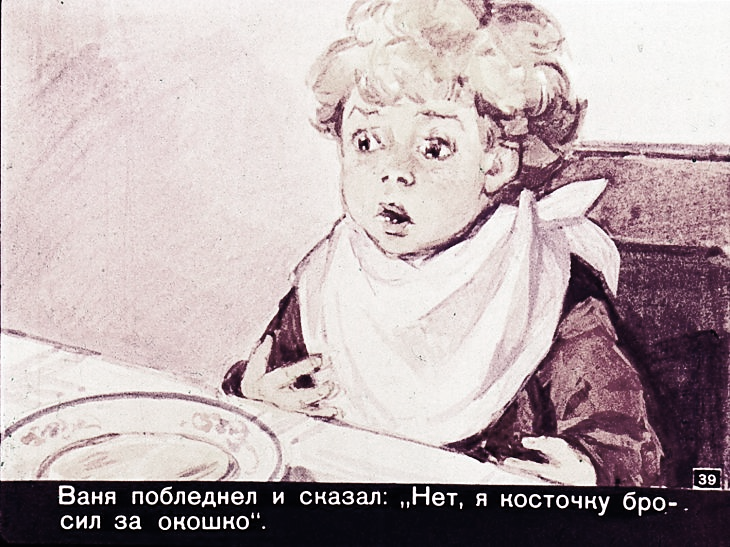 39
Ваня побледнел и сказал: „Нет, я косточку бро-
сил за окошко“.